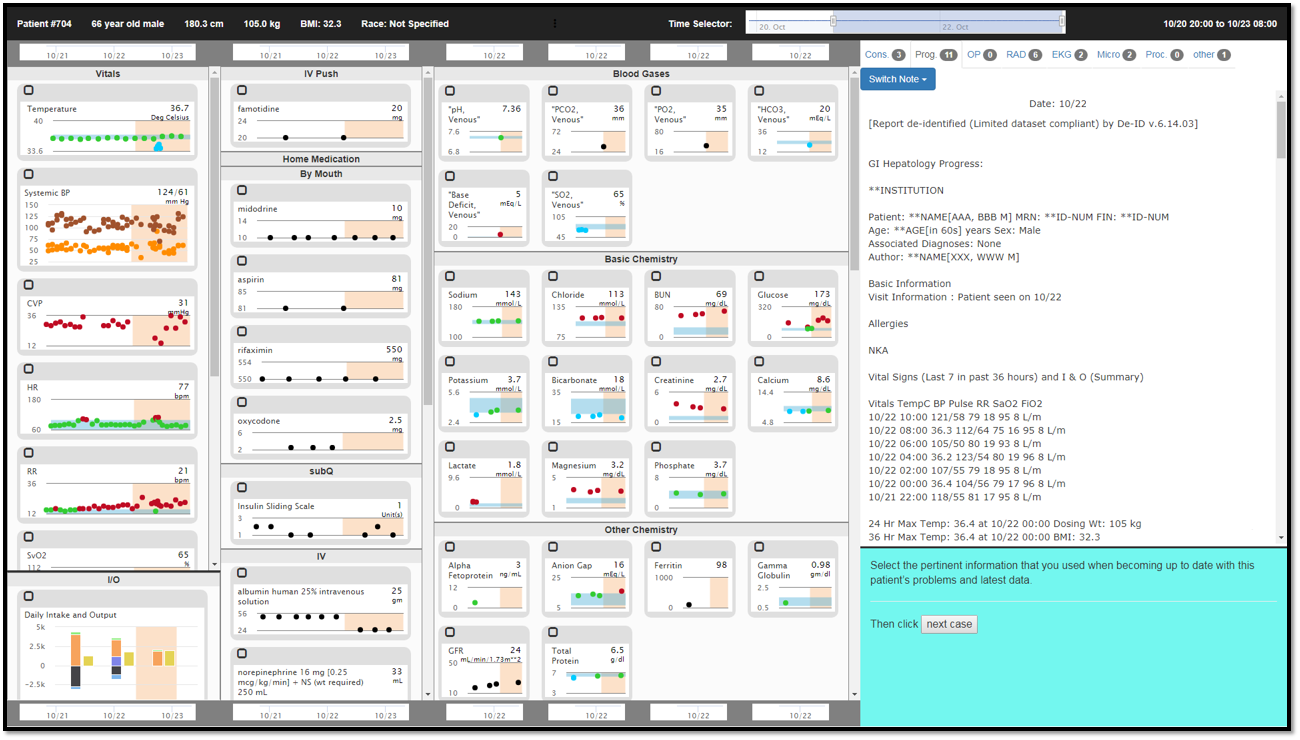 Patient #704 66 year old male 180.3 cm 105.0 kg BMI: 32.3 Race: Not Specified
Time Selector:
20. Oct 22. Oct
10/20 20:00 to 10/23 08:00
10/21 10/22 10/23
Vitals
Temperature 36.7
Deg Celsius
40
33.6
Systemic BP 124/61
mm Hg
150
125
100
75
50
25
CVP 31
mmHg
36
12
HR 77
bpm
180
60
RR 21
bpm
36
12
SvO2 65
%
112
I/O
Daily Intake and Output
5k
2.5k
0
−2.5k
10/21 10/22 10/23
10/21 10/22 10/23
IV Push
famotidine 20
mg
24
20
Home Medication
By Mouth
midodrine 10
mg
14
10
aspirin 81
mg
85
81
rifaximin 550
mg
554
550
oxycodone 2.5
mg
6
2
subQ
Insulin Sliding Scale 1
Unit(s)
3
1
IV
albumin human 25% intravenous solution 25
gm
56
24
norepinephrine 16 mg [0.25 mcg/kg/min] + NS (wt required) 250 mL 33
mL
10/21 10/22 10/23
10/22 10/22 10/22 10/22
Blood Gases
"pH, Venous" 7.36
7.6
6.8
"PCO2, Venous" 36
mm
72
24
"PO2, Venous" 35
mm
80
16
"HCO3, Venous" 20
mEq/L
36
12
"Base Deficit, Venous" 5
mEq/L
20
0
"SO2, Venous" 65
%
105
45
Basic Chemistry
Sodium 143
mmol/L
180
100
Chloride 113
mmol/L
135
75
BUN 69
mg/dL
80
0
Glucose 173
mg/dL
320
0
Potassium 3.7
mmol/L
5.6
2.4
Bicarbonate 18
mmol/L
35
15
Creatinine 2.7
mg/dL
6
0
Calcium 8.6
mg/dL
14.4
4.8
Lactate 1.8
mmol/L
9.6
0
Magnesium 3.2
mg/dL
5
1
Phosphate 3.7
mg/dL
8
0
Other Chemistry
Alpha Fetoprotein 3
ng/mL
12
0
Anion Gap 16
mEq/L
25
5
Ferritin 98
1000
0
Gamma Globulin 0.98
gm/dl
2.5
0.5
GFR 24
mL/min/1.73m^^2
50
10
Total Protein 6.5
g/dl
7
3
10/22 10/22 10/22 10/22
Cons. 3 Prog. 11 OP 0 RAD 6 EKG 2 Micro 2 Proc. 0 other 1
Switch Note
Date: 10/22
[Report de-identified (Limited dataset compliant) by De-ID v.6.14.03]
GI Hepatology Progress:
**INSTITUTION
Patient: **NAME[AAA, BBB M] MRN: **ID-NUM FIN: **ID-NUM
Age: **AGE[in 60s] years Sex: Male
Associated Diagnoses: None
Author: **NAME[XXX, WWW M]
Basic Information
Visit Information : Patient seen on 10/22
Allergies
NKA
Vital Signs (Last 7 in past 36 hours) and I & O (Summary)
Vitals TempC BP Pulse RR SaO2 FiO2
10/22 10:00 121/58 79 18 95 8 L/m
10/22 08:00 36.3 112/64 75 16 95 8 L/m
10/22 06:00 105/50 80 19 93 8 L/m
10/22 04:00 36.2 123/54 80 19 96 8 L/m
10/22 02:00 107/55 79 18 95 8 L/m
10/22 00:00 36.4 104/56 79 17 96 8 L/m
10/21 22:00 118/55 81 17 95 8 L/m
24 Hr Max Temp: 36.4 at 10/22 00:00 Dosing Wt: 105 kg
36 Hr Max Temp: 36.4 at 10/22 00:00 BMI: 32.3
Select the pertinent information that you used when becoming up to date with this
patient's problems and latest data.
Then click next case